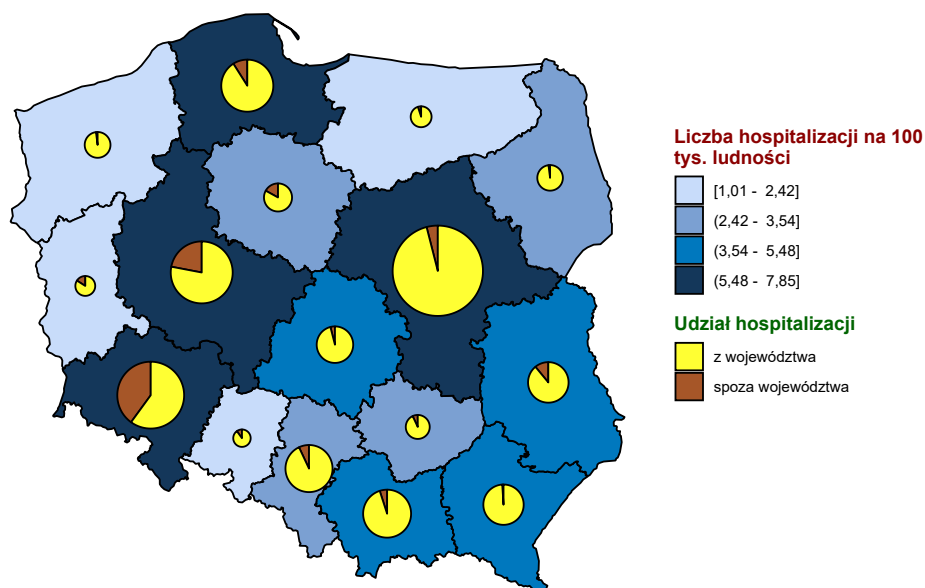 Liczba hospitalizacji na 100
tys. ludności
[1,01 - 2,42]
(2,42 - 3,54]
(3,54 - 5,48]
(5,48 - 7,85]
Udział hospitalizacji
z województwa
spoza województwa